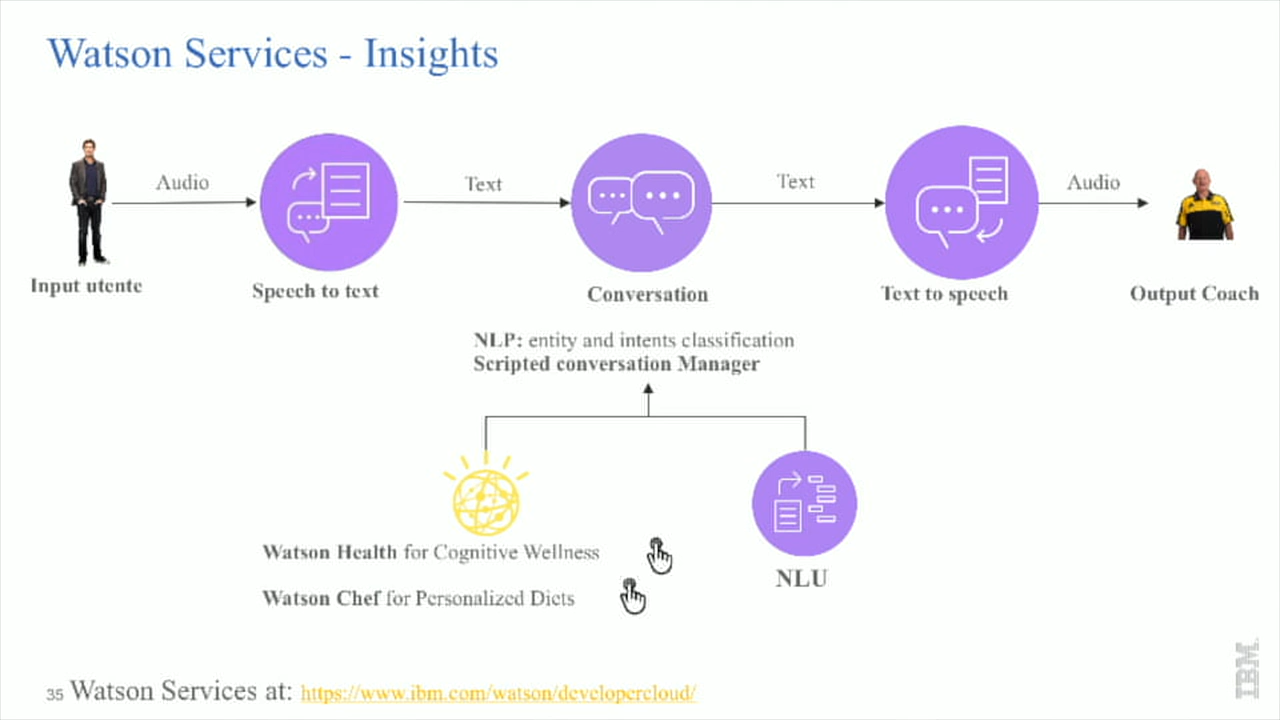 Watson Services - Insights
Audio
Text
Text
Audio
Input utente
Speech to text
Conversation
Text to speech
Output Coach
NLP: entity and intents classification
Scripted conversation Manager
Watson Health for Cognitive Wellness
NLU
Watson Chef for Personalized Diets
35 Watson Services at: https://www.ibm.com/watson/developercloud/
IBM